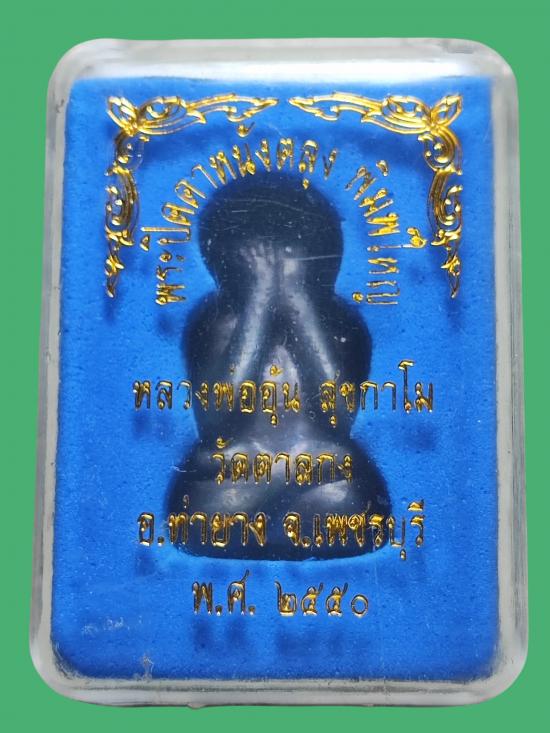 พระปิดตาหนังตลุง พิมพ์ใหญ่
หลวงพ่ออุ้น สุขกาโม
วัดตาลกง
อ.ท่ายาง จ.เพชรบุรี
พ.ศ. ๒๕๕๐